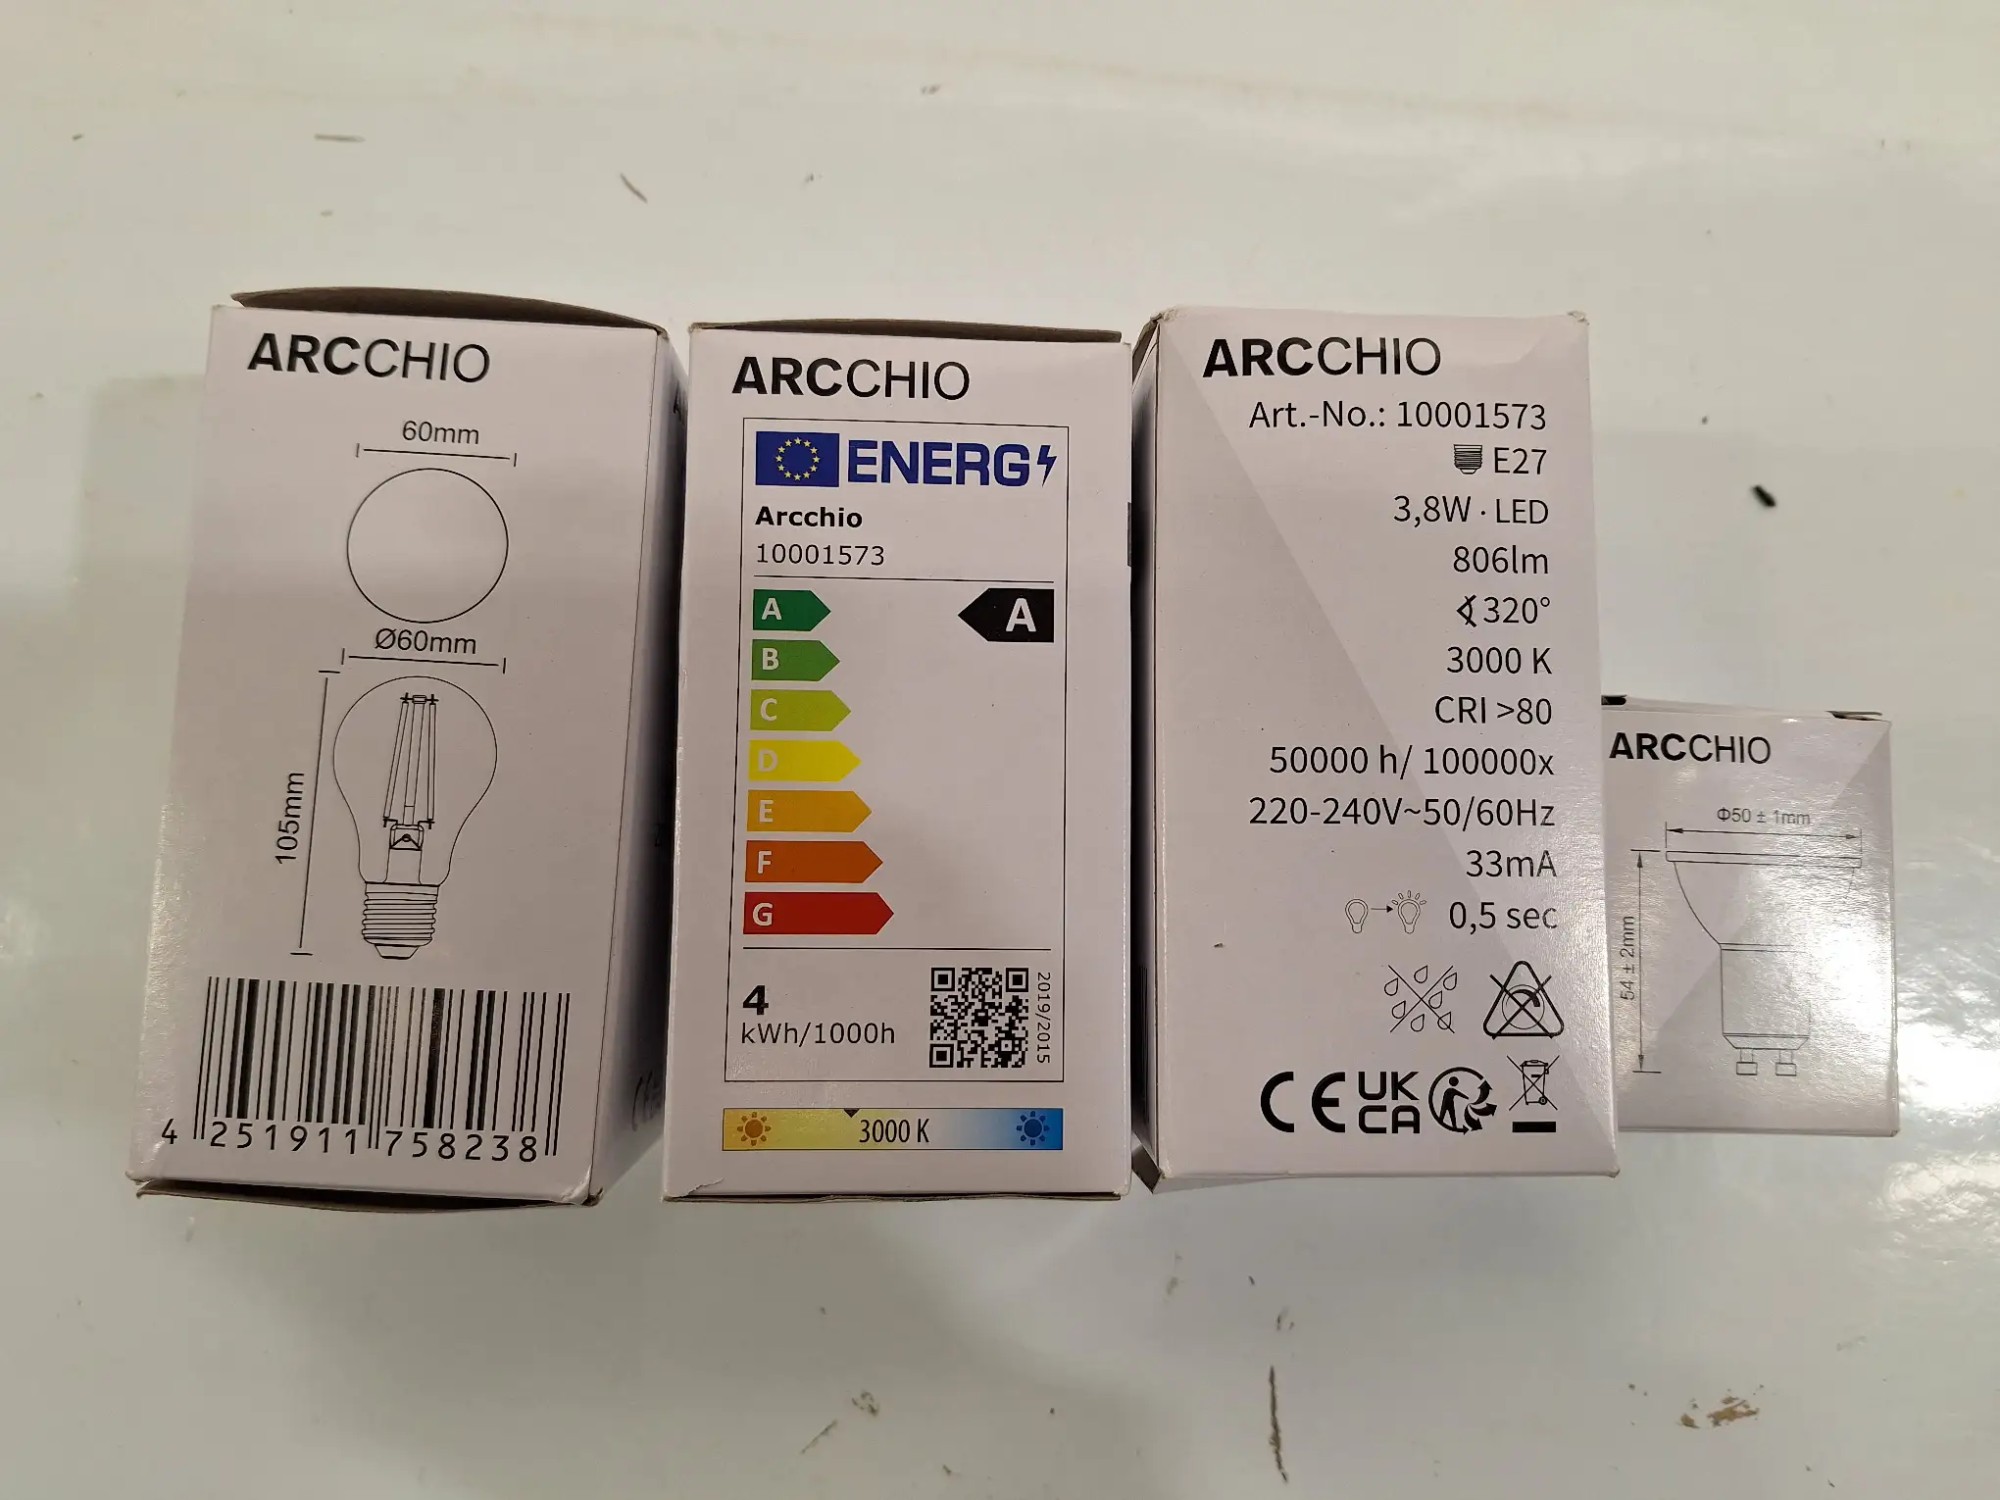 ARCCHIO
60mm
Ø60mm
105mm
4 251911 758238
ARCCHIO
ENERG
Arcchio
10001573
A
A
B
C
D
E
F
G
4
kWh/1000h
2019/2015
3000 K
ARCCHIO
Art.-No.: 10001573
E27
3,8W · LED
806lm
320°
3000 K
CRI >80
50000 h/ 100000x
220-240V~50/60Hz
33mA
0,5 sec
CE UK CA
ARCCHIO
Φ50 ± 1mm
54 ± 2mm